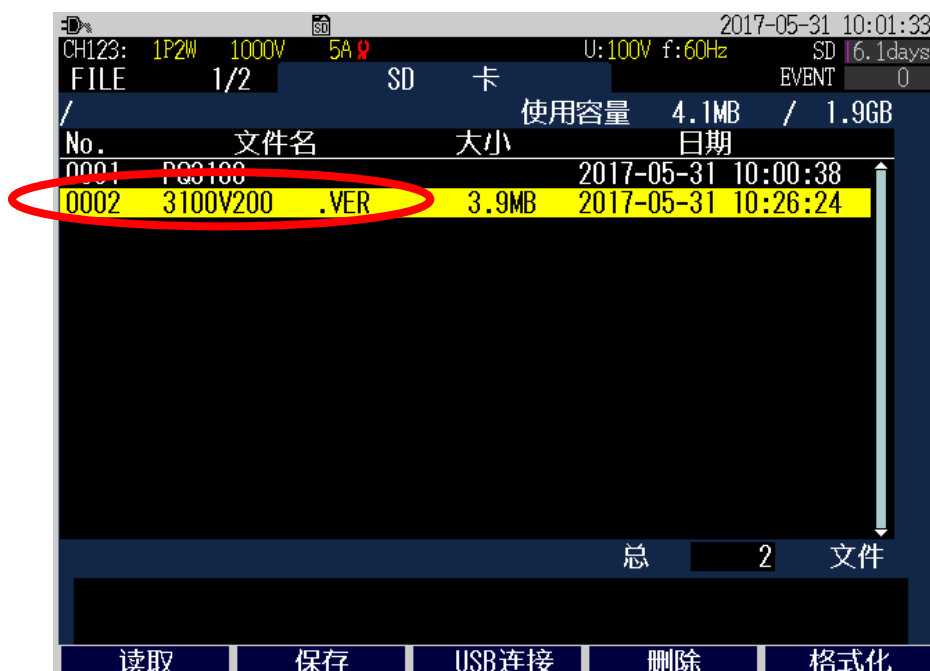 SD 2017-05-31 10:01:33
CH123: 1P2W 1000V 5A U:100V f:60Hz SD 6.1days
FILE 1/2 SD 卡 EVENT 0
/ 使用容量 4.1MB / 1.9GB
No. 文件名 大小 日期
0001 PQ3100 2017-05-31 10:00:38
0002 3100V200 .VER 3.9MB 2017-05-31 10:26:24
总 2 文件
读取 保存 USB连接 删除 格式化